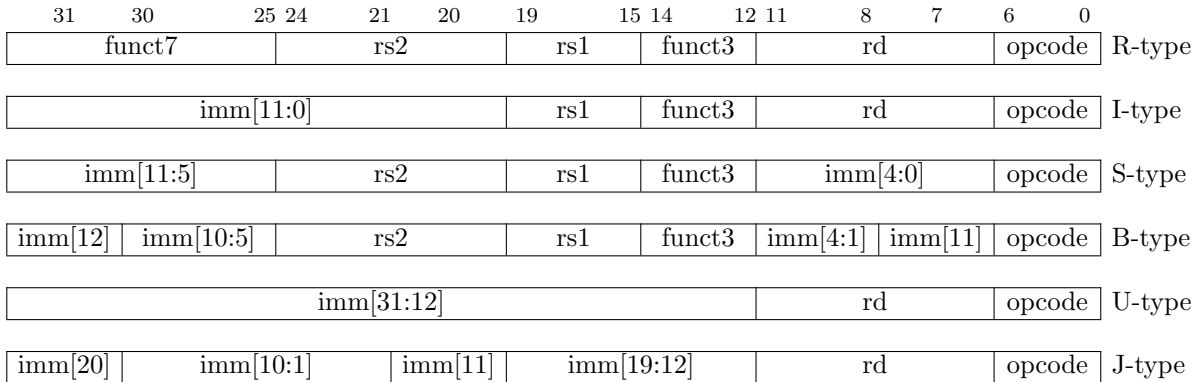 31 30 25 24 21 20 19 15 14 12 11 8 7 6 0
funct7 rs2 rs1 funct3 rd opcode R-type
imm[11:0] rs1 funct3 rd opcode I-type
imm[11:5] rs2 rs1 funct3 imm[4:0] opcode S-type
imm[12] imm[10:5] rs2 rs1 funct3 imm[4:1] imm[11] opcode B-type
imm[31:12] rd opcode U-type
imm[20] imm[10:1] imm[11] imm[19:12] rd opcode J-type